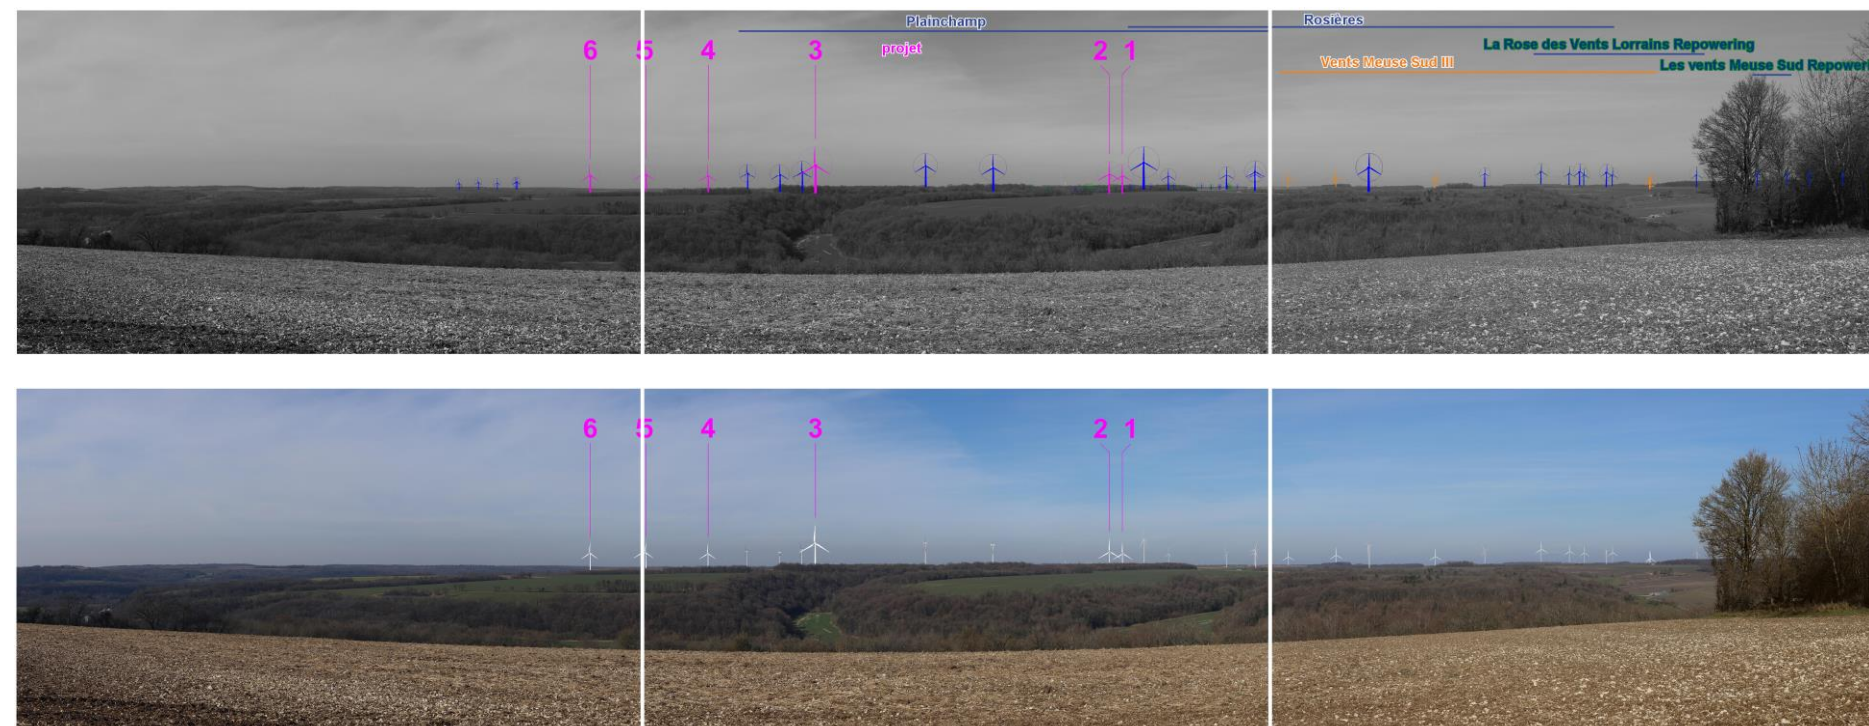 Plainchamp
Rosières
6
5
4
3
projet
2
1
La Rose des Vents Lorrains Repowering
Vents Meuse Sud III
Les vents Meuse Sud Repoweri
6
5
4
3
2
1